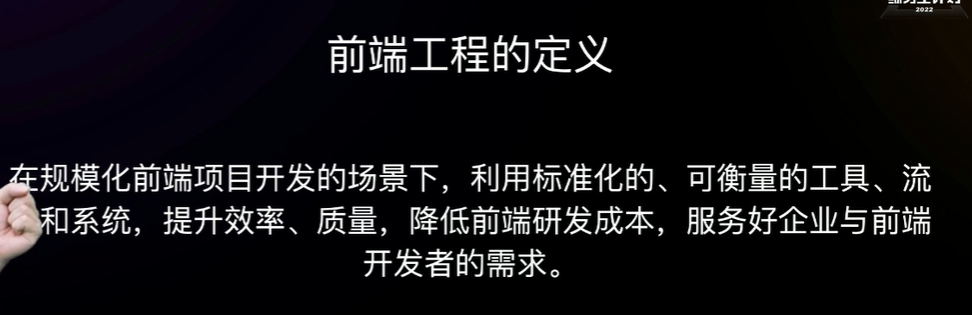 2022
前端工程的定义
在规模化前端项目开发的场景下，利用标准化的、可衡量的工具、流
和系统，提升效率、质量，降低前端研发成本，服务好企业与前端
开发者的需求。